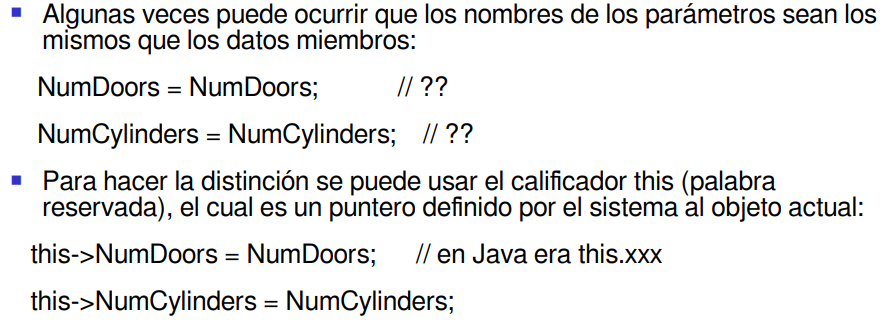 Algunas veces puede ocurrir que los nombres de los parámetros sean los
mismos que los datos miembros:
NumDoors = NumDoors; // ??
NumCylinders = NumCylinders; // ??
Para hacer la distinción se puede usar el calificador this (palabra
reservada), el cual es un puntero definido por el sistema al objeto actual:
this->NumDoors = NumDoors; // en Java era this.xxx
this->NumCylinders = NumCylinders;